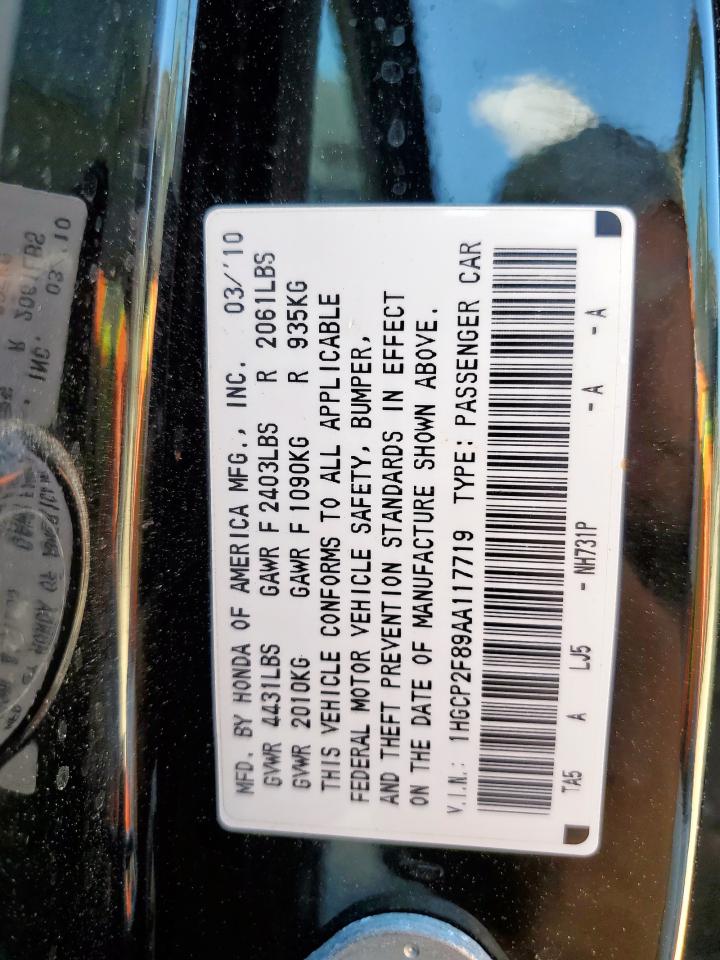 MFD. BY HONDA OF AMERICA MFG., INC. 03/'10
GVWR 4431LBS GAWR F 2403LBS R 2061LBS
GVWR 2010KG GAWR F 1090KG R 935KG
THIS VEHICLE CONFORMS TO ALL APPLICABLE
FEDERAL MOTOR VEHICLE SAFETY, BUMPER,
AND THEFT PREVENTION STANDARDS IN EFFECT
ON THE DATE OF MANUFACTURE SHOWN ABOVE.
V.I.N.: 1HGCP2F89AA117719 TYPE: PASSENGER CAR
TA5 A LJ5 - NH731P - A - A